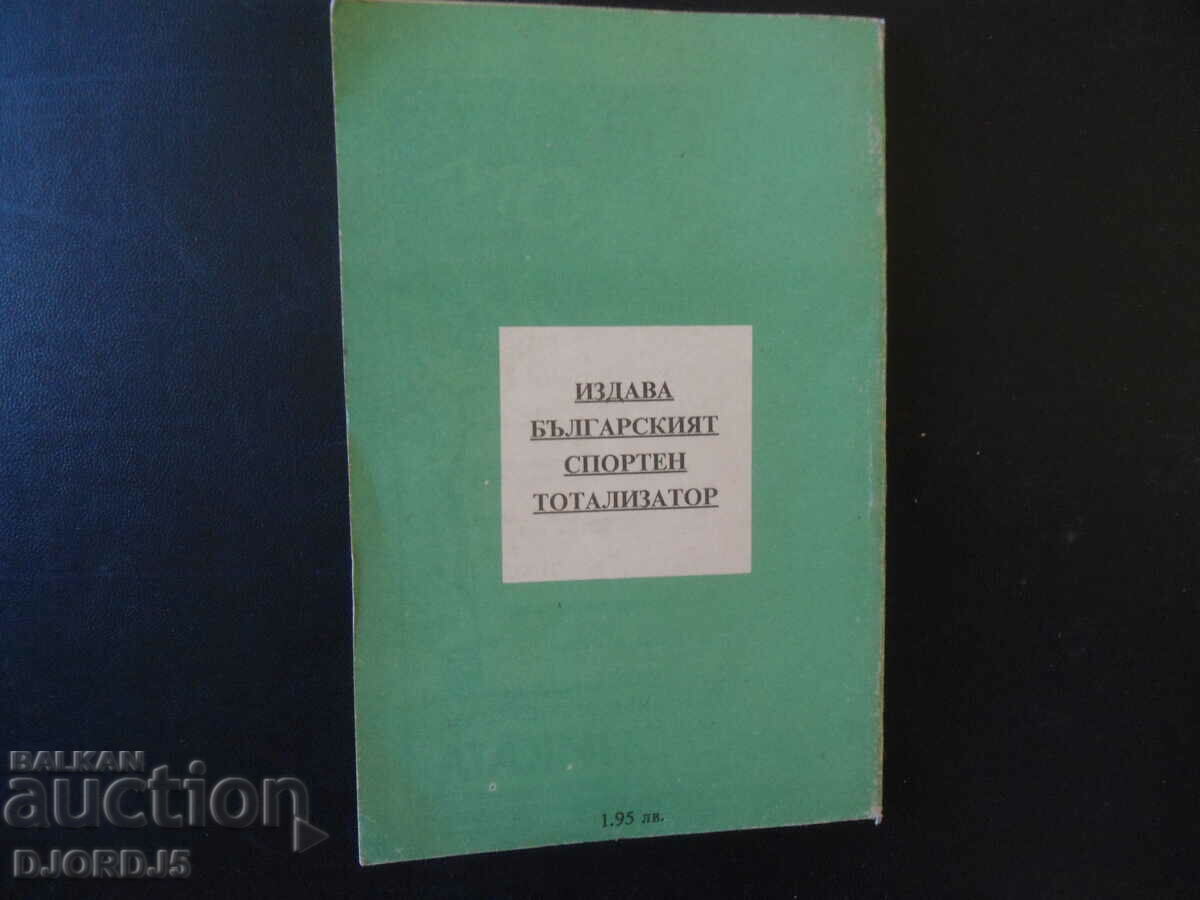 ИЗДАВА
БЪЛГАРСКИЯТ
СПОРТЕН
ТОТАЛИЗАТОР
1.95 лв.
BALKAN
auction
DJORDJ5